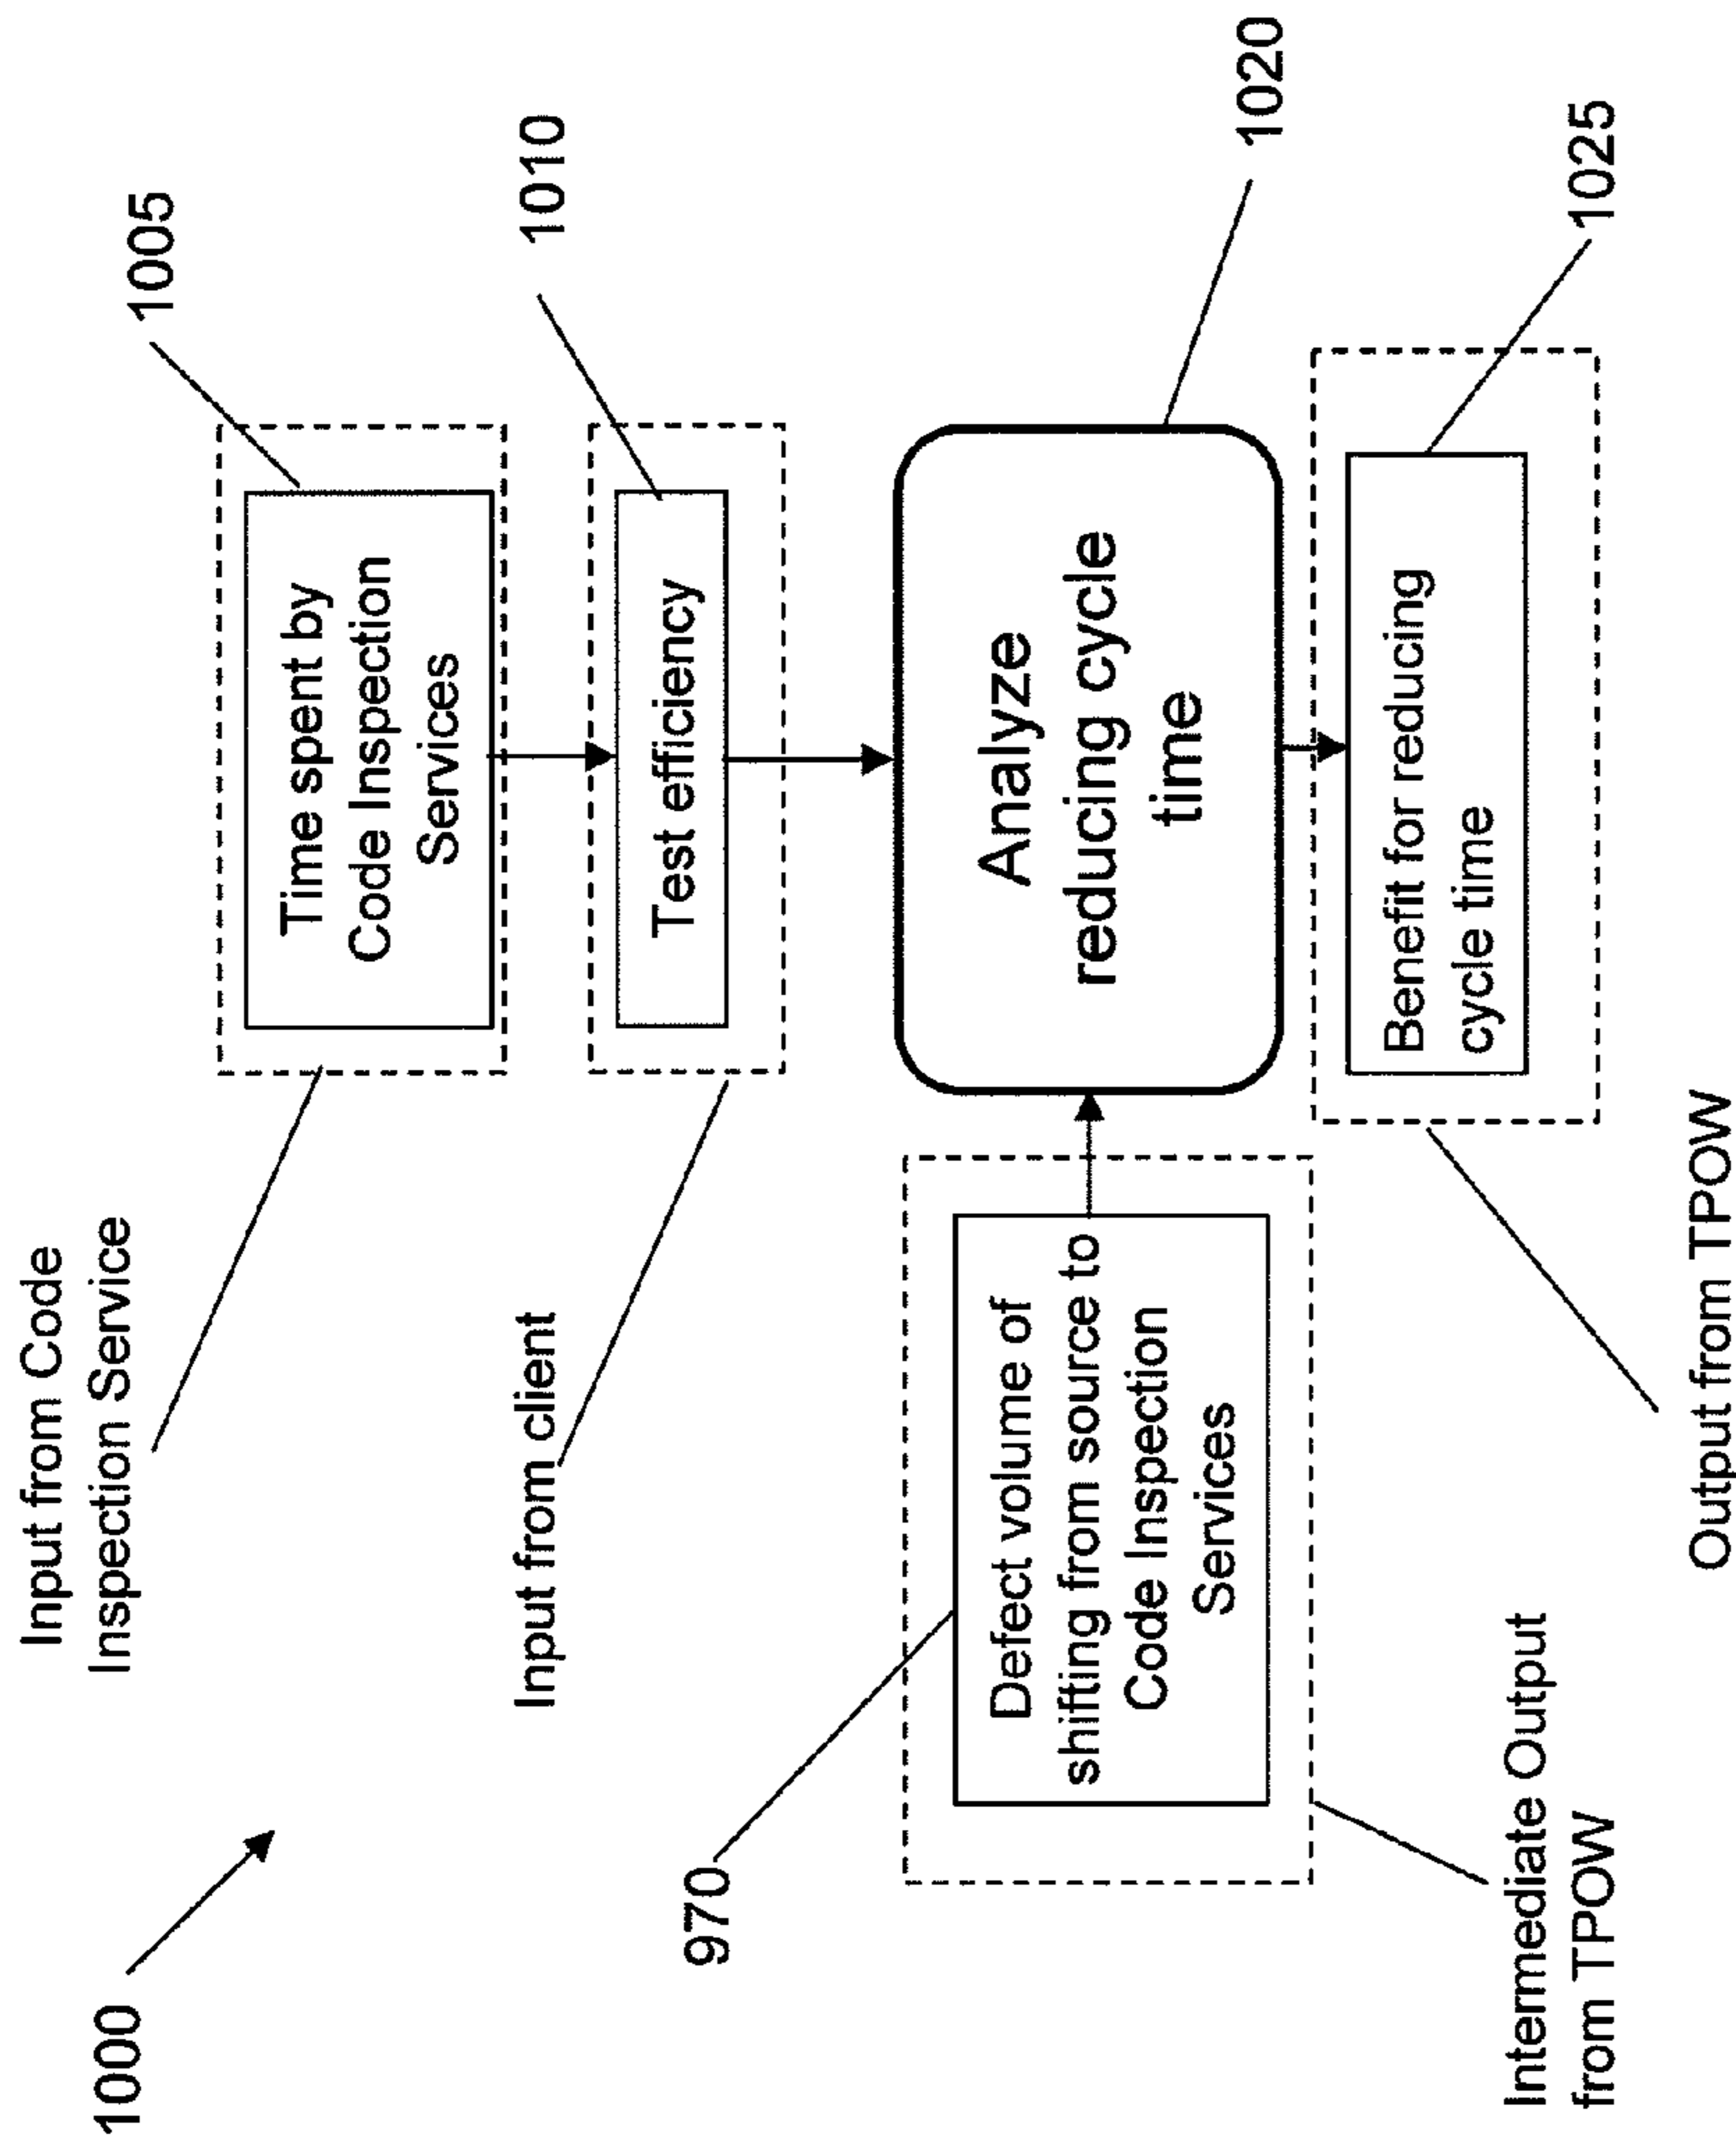 1000
Input from Code
Inspection Service
Time spent by
Code Inspection
Services
1005
Input from client
Test efficiency
1010
970
Defect volume of
shifting from source to
Code Inspection
Services
Analyze
reducing cycle
time
1020
Intermediate Output
from TPOW
Benefit for reducing
cycle time
1025
Output from TPOW